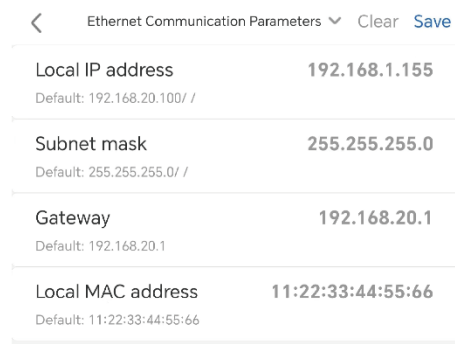 Ethernet Communication Parameters Clear Save
Local IP address 192.168.1.155
Default: 192.168.20.100/ /
Subnet mask 255.255.255.0
Default: 255.255.255.0/ /
Gateway 192.168.20.1
Default: 192.168.20.1
Local MAC address 11:22:33:44:55:66
Default: 11:22:33:44:55:66